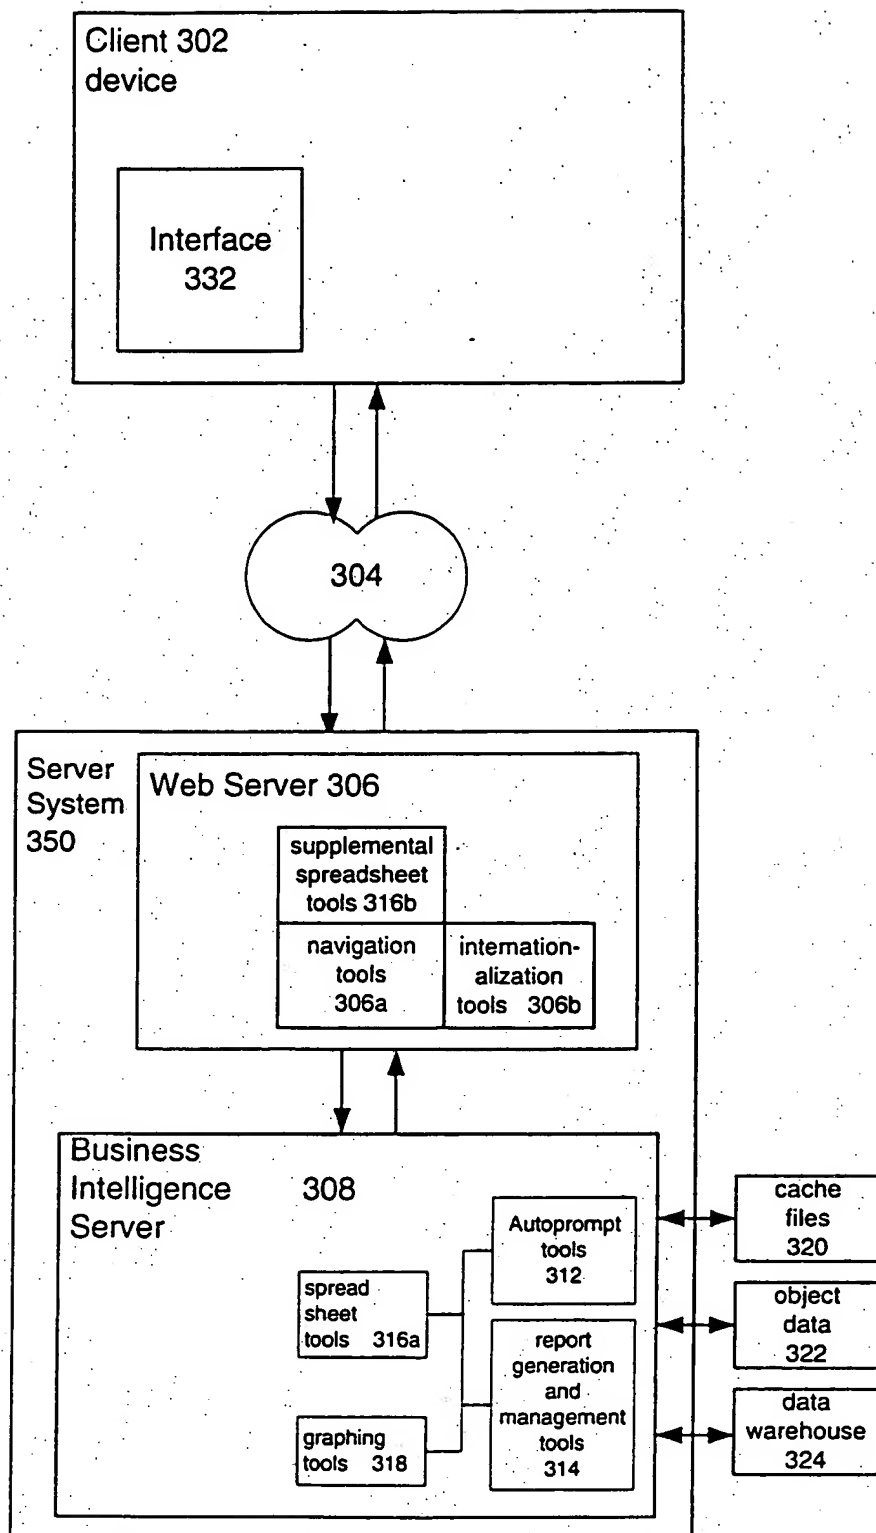 Client 302
device
Interface
332
304
Server
System
350
Web Server 306
supplemental
spreadsheet
tools 316b
navigation
tools
306a
internation-
alization
tools 306b
Business
Intelligence 308
Server
Autoprompt
tools
312
spread
sheet
tools 316a
report
generation
and
management
tools
314
graphing
tools 318
cache
files
320
object
data
322
data
warehouse
324